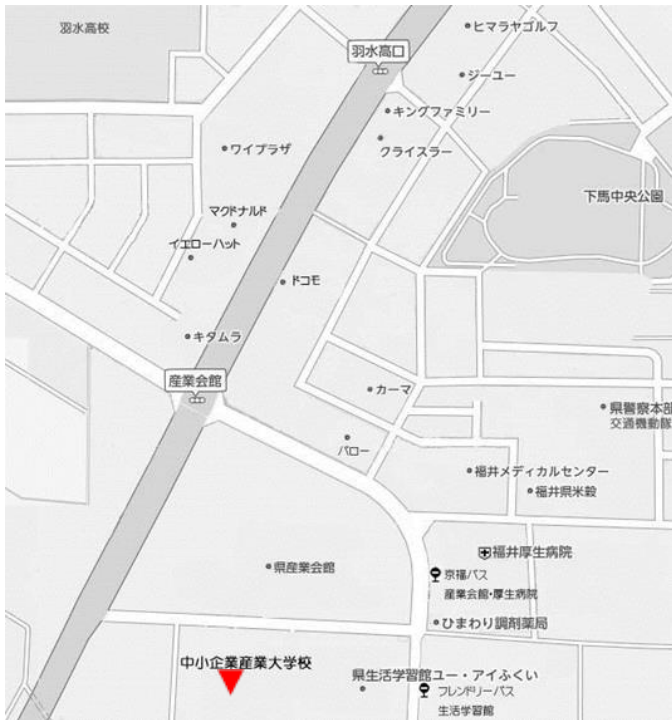 羽水高校
ヒマラヤゴルフ
羽水高口
ジーユー
キングファミリー
クライスラー
ワイプラザ
下馬中央公園
マクドナルド
イエローハット
ドコモ
キタムラ
産業会館
カーマ
県警察本部
交通機動隊
バロー
福井メディカルセンター
福井県米穀
福井厚生病院
県産業会館
京福バス
産業会館・厚生病院
ひまわり調剤薬局
中小企業産業大学校
県生活学習館ユー・アイふくい
フレンドリーバス
生活学習館